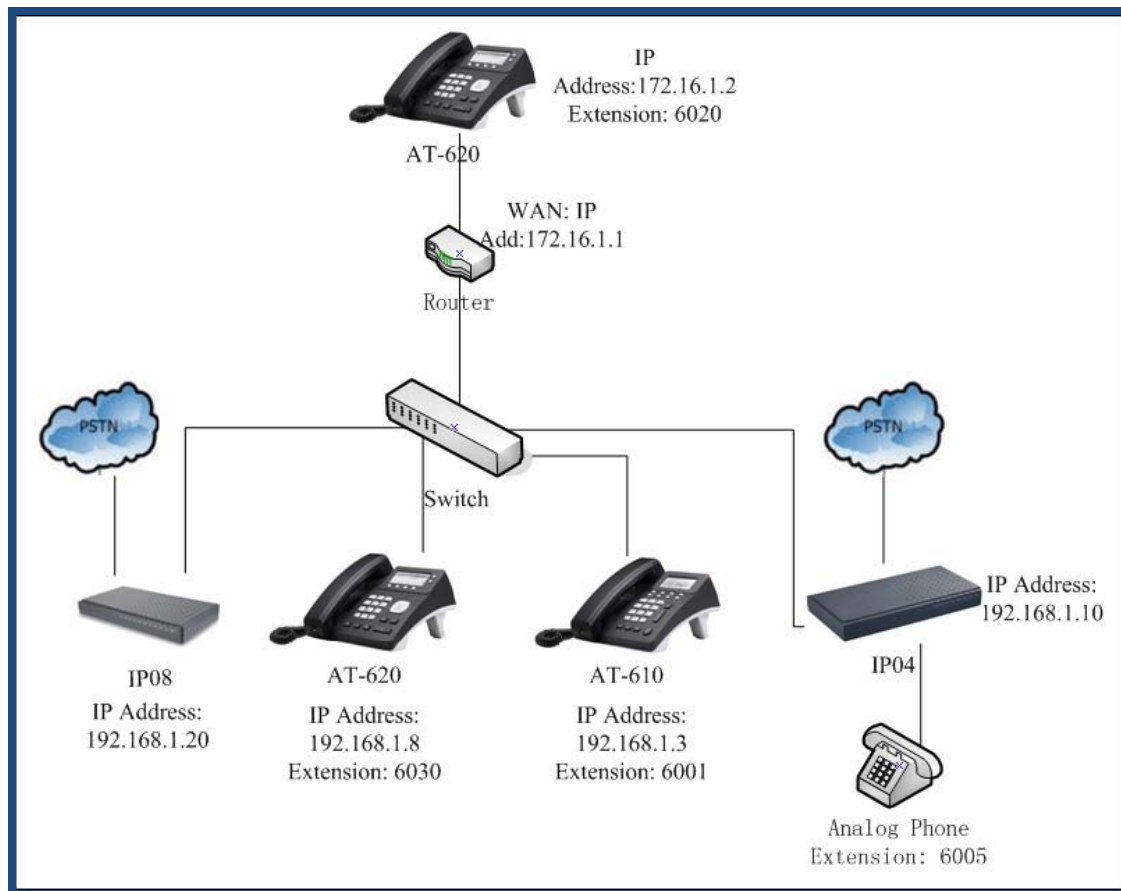 IP
Address:172.16.1.2
Extension: 6020
AT-620
WAN: IP
Add:172.16.1.1
Router
PSTN
PSTN
Switch
IP Address:
192.168.1.10
IP08
IP Address:
192.168.1.20
AT-620
IP Address:
192.168.1.8
Extension: 6030
AT-610
IP Address:
192.168.1.3
Extension: 6001
IP04
Analog Phone
Extension: 6005